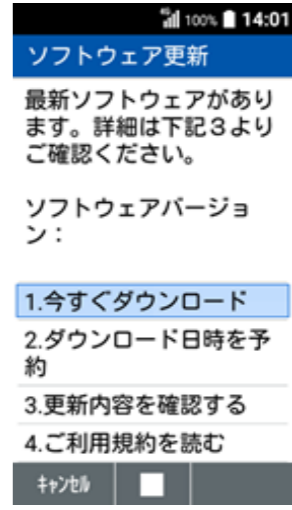 100% 14:01
ソフトウェア更新
最新ソフトウェアがあり
ます。詳細は下記3より
ご確認ください。
ソフトウェアバージョ
ン：
1.今すぐダウンロード
2.ダウンロード日時を予
約
3.更新内容を確認する
4.ご利用規約を読む
ｷｬﾝｾﾙ